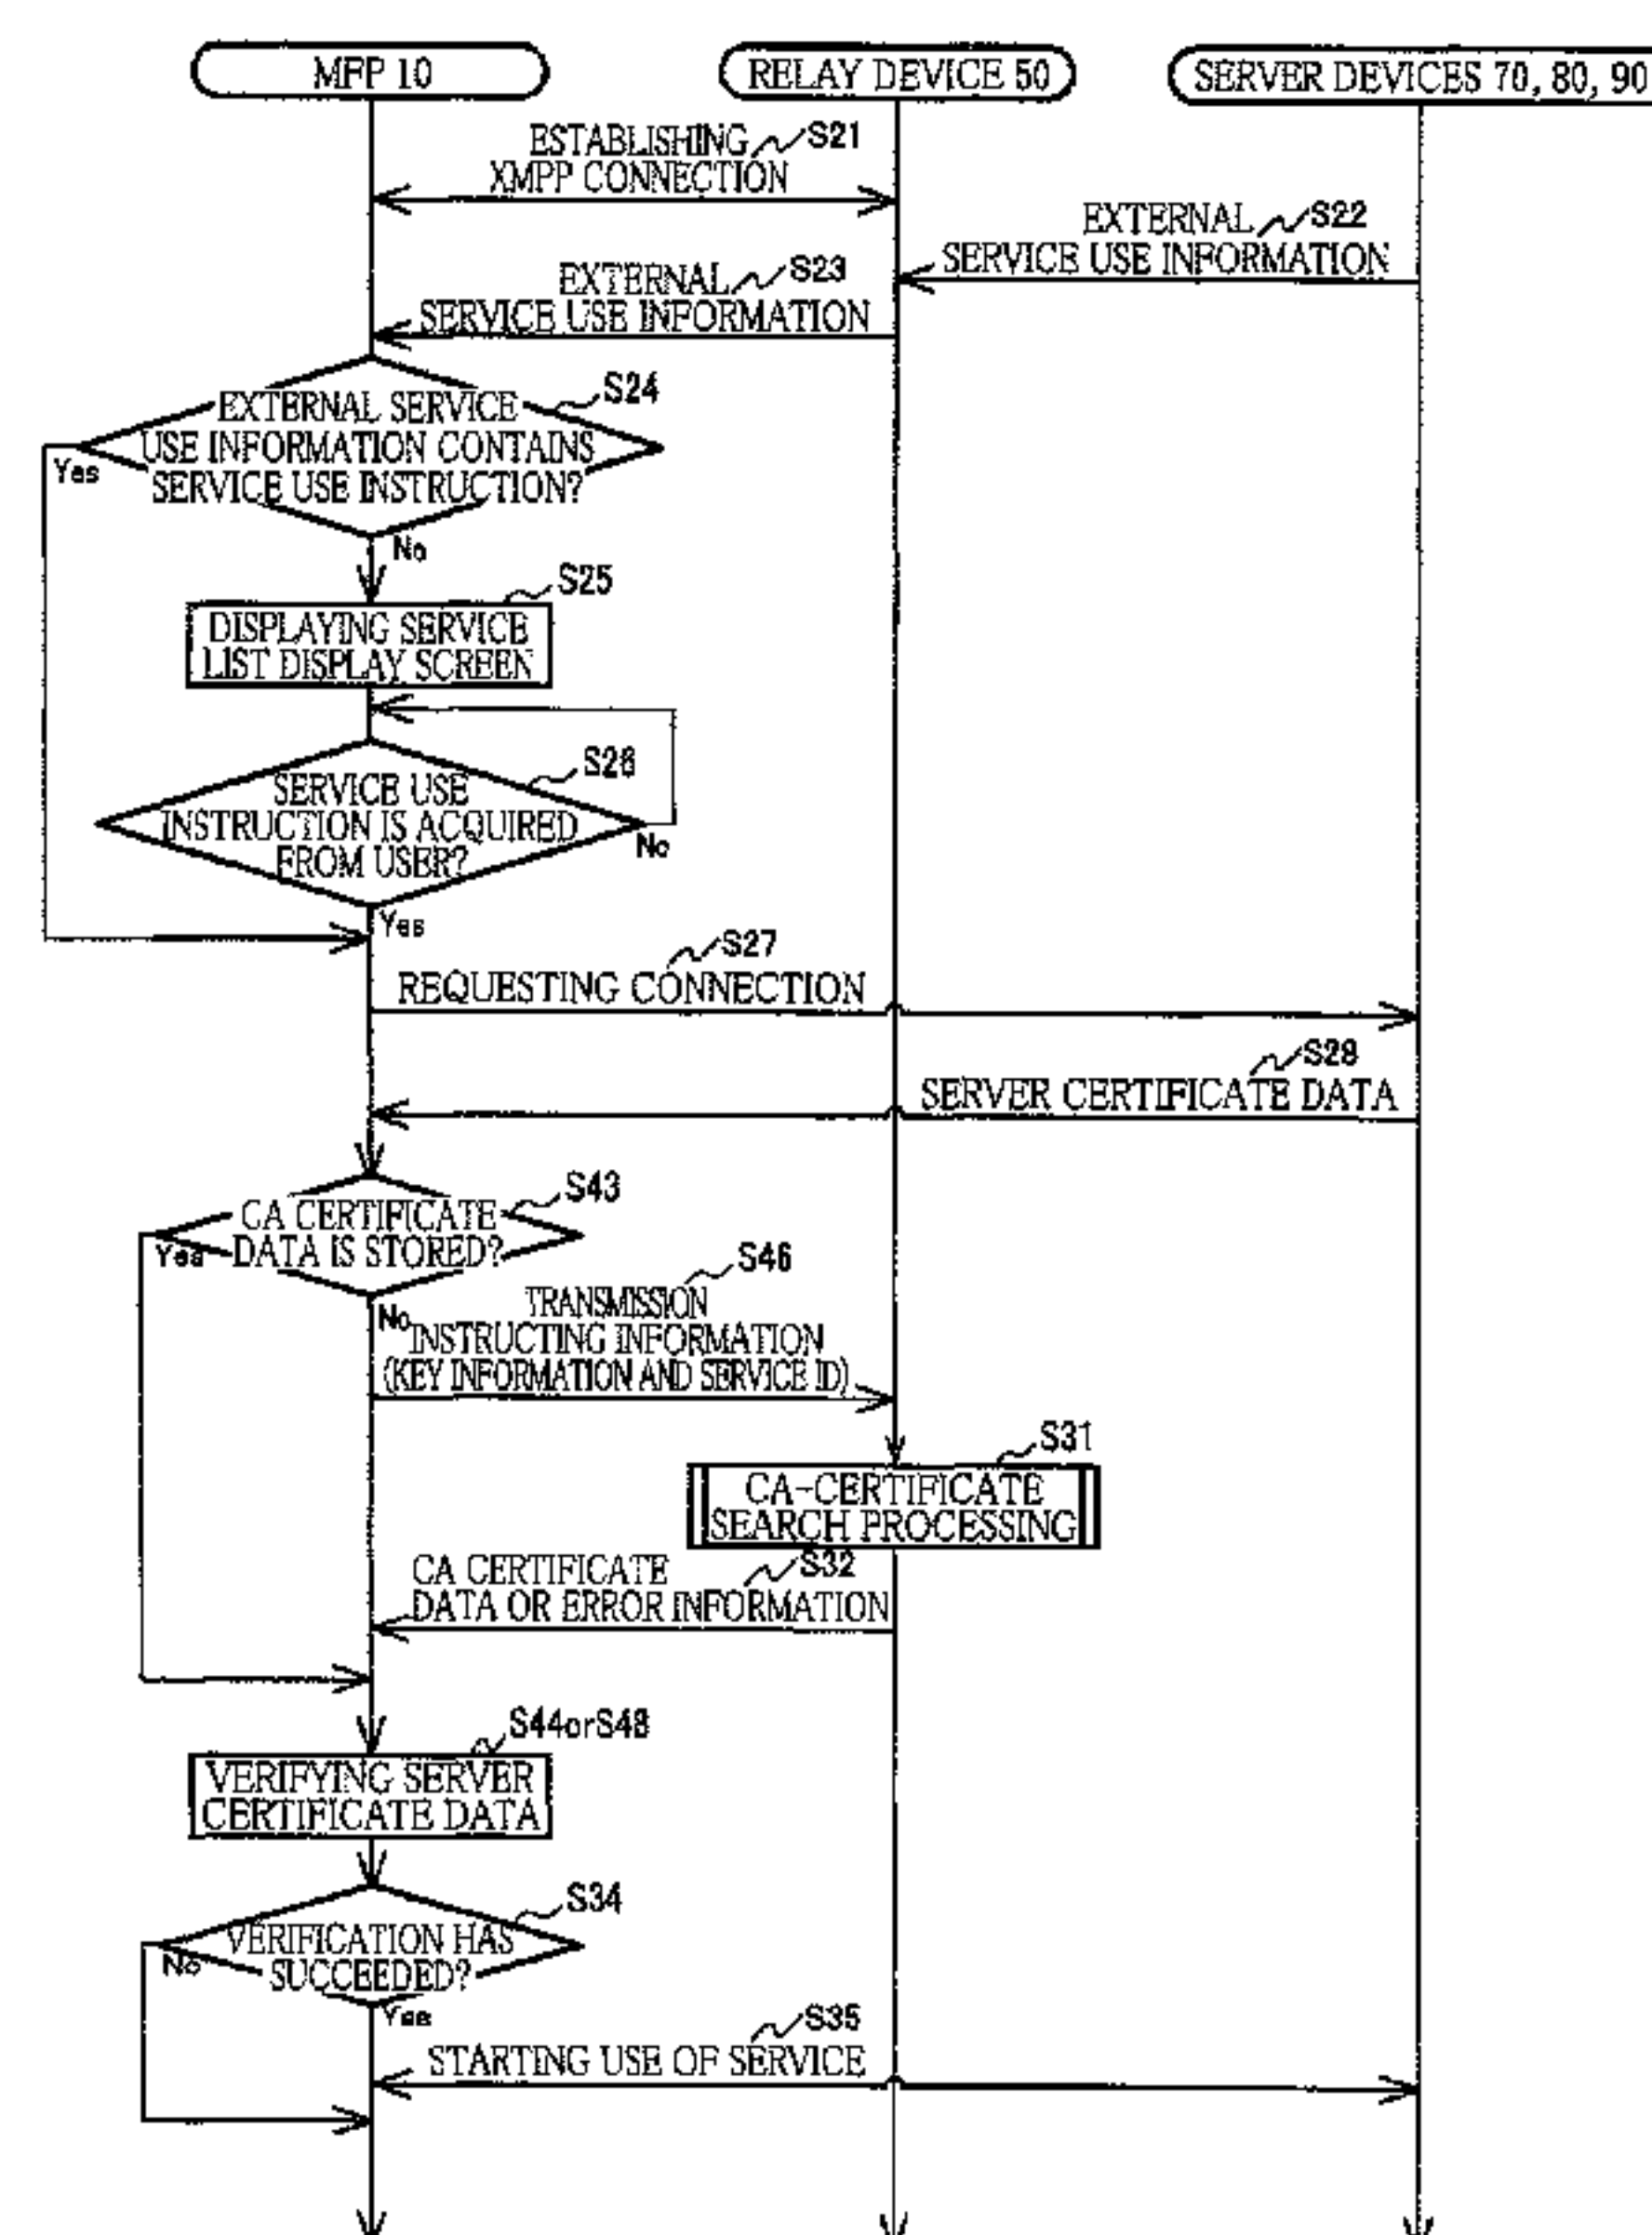 MFP 10
RELAY DEVICE 50
SERVER DEVICES 70, 80, 90
ESTABLISHING
XMPP CONNECTION
S21
EXTERNAL
SERVICE USE INFORMATION
S22
EXTERNAL
SERVICE USE INFORMATION
S23
EXTERNAL SERVICE
USE INFORMATION CONTAINS
SERVICE USE INSTRUCTION?
S24
Yes
No
DISPLAYING SERVICE
LIST DISPLAY SCREEN
S25
SERVICE USE
INSTRUCTION IS ACQUIRED
FROM USER?
S26
No
Yes
REQUESTING CONNECTION
S27
SERVER CERTIFICATE DATA
S28
CA CERTIFICATE
DATA IS STORED?
S43
Yes
No
TRANSMISSION
INSTRUCTING INFORMATION
(KEY INFORMATION AND SERVICE ID)
S46
CA-CERTIFICATE
SEARCH PROCESSING
S31
CA CERTIFICATE
DATA OR ERROR INFORMATION
S32
VERIFYING SERVER
CERTIFICATE DATA
S44orS48
VERIFICATION HAS
SUCCEEDED?
S34
No
Yes
STARTING USE OF SERVICE
S35